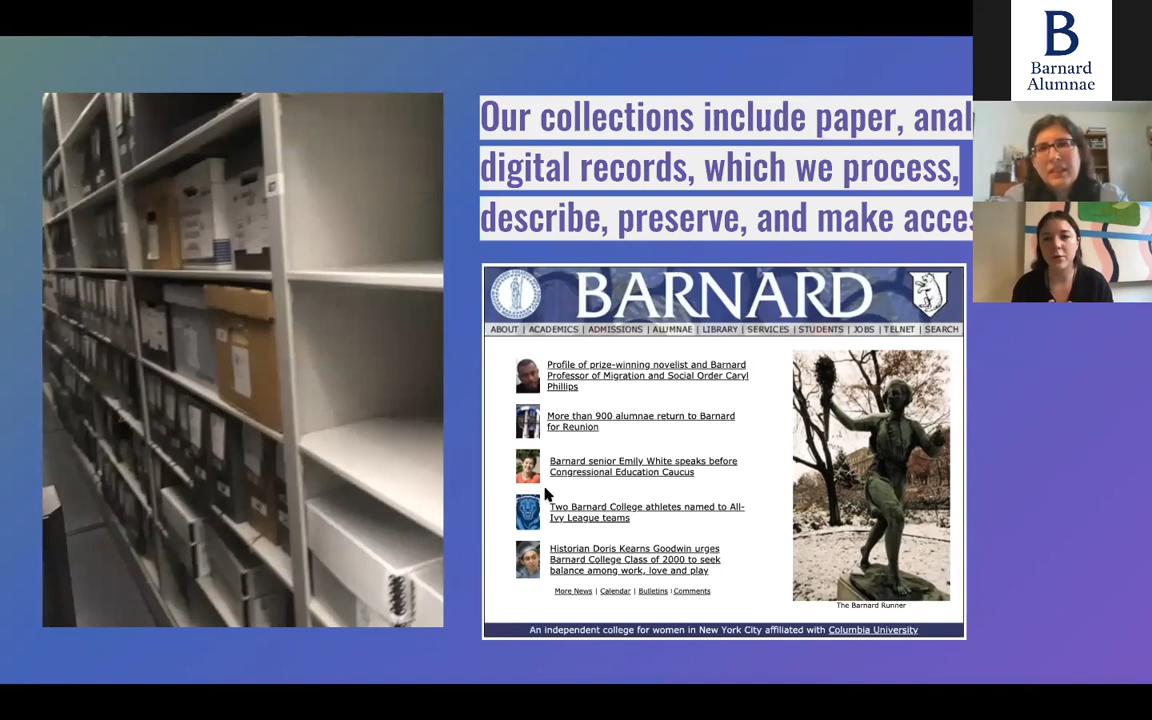 Our collections include paper, anal
digital records, which we process,
describe, preserve, and make acces
B
Barnard
Alumnae
BARNARD
ABOUT | ACADEMICS | ADMISSIONS | ALUMNAE | LIBRARY | SERVICES | STUDENTS | JOBS | TELNET | SEARCH
Profile of prize-winning novelist and Barnard
Professor of Migration and Social Order Caryl
Phillips
More than 900 alumnae return to Barnard
for Reunion
Barnard senior Emily White speaks before
Congressional Education Caucus
Two Barnard College athletes named to All-
Ivy League teams
Historian Doris Kearns Goodwin urges
Barnard College Class of 2000 to seek
balance among work, love and play
More News | Calendar | Bulletins | Comments
The Barnard Runner
An independent college for women in New York City affiliated with Columbia University